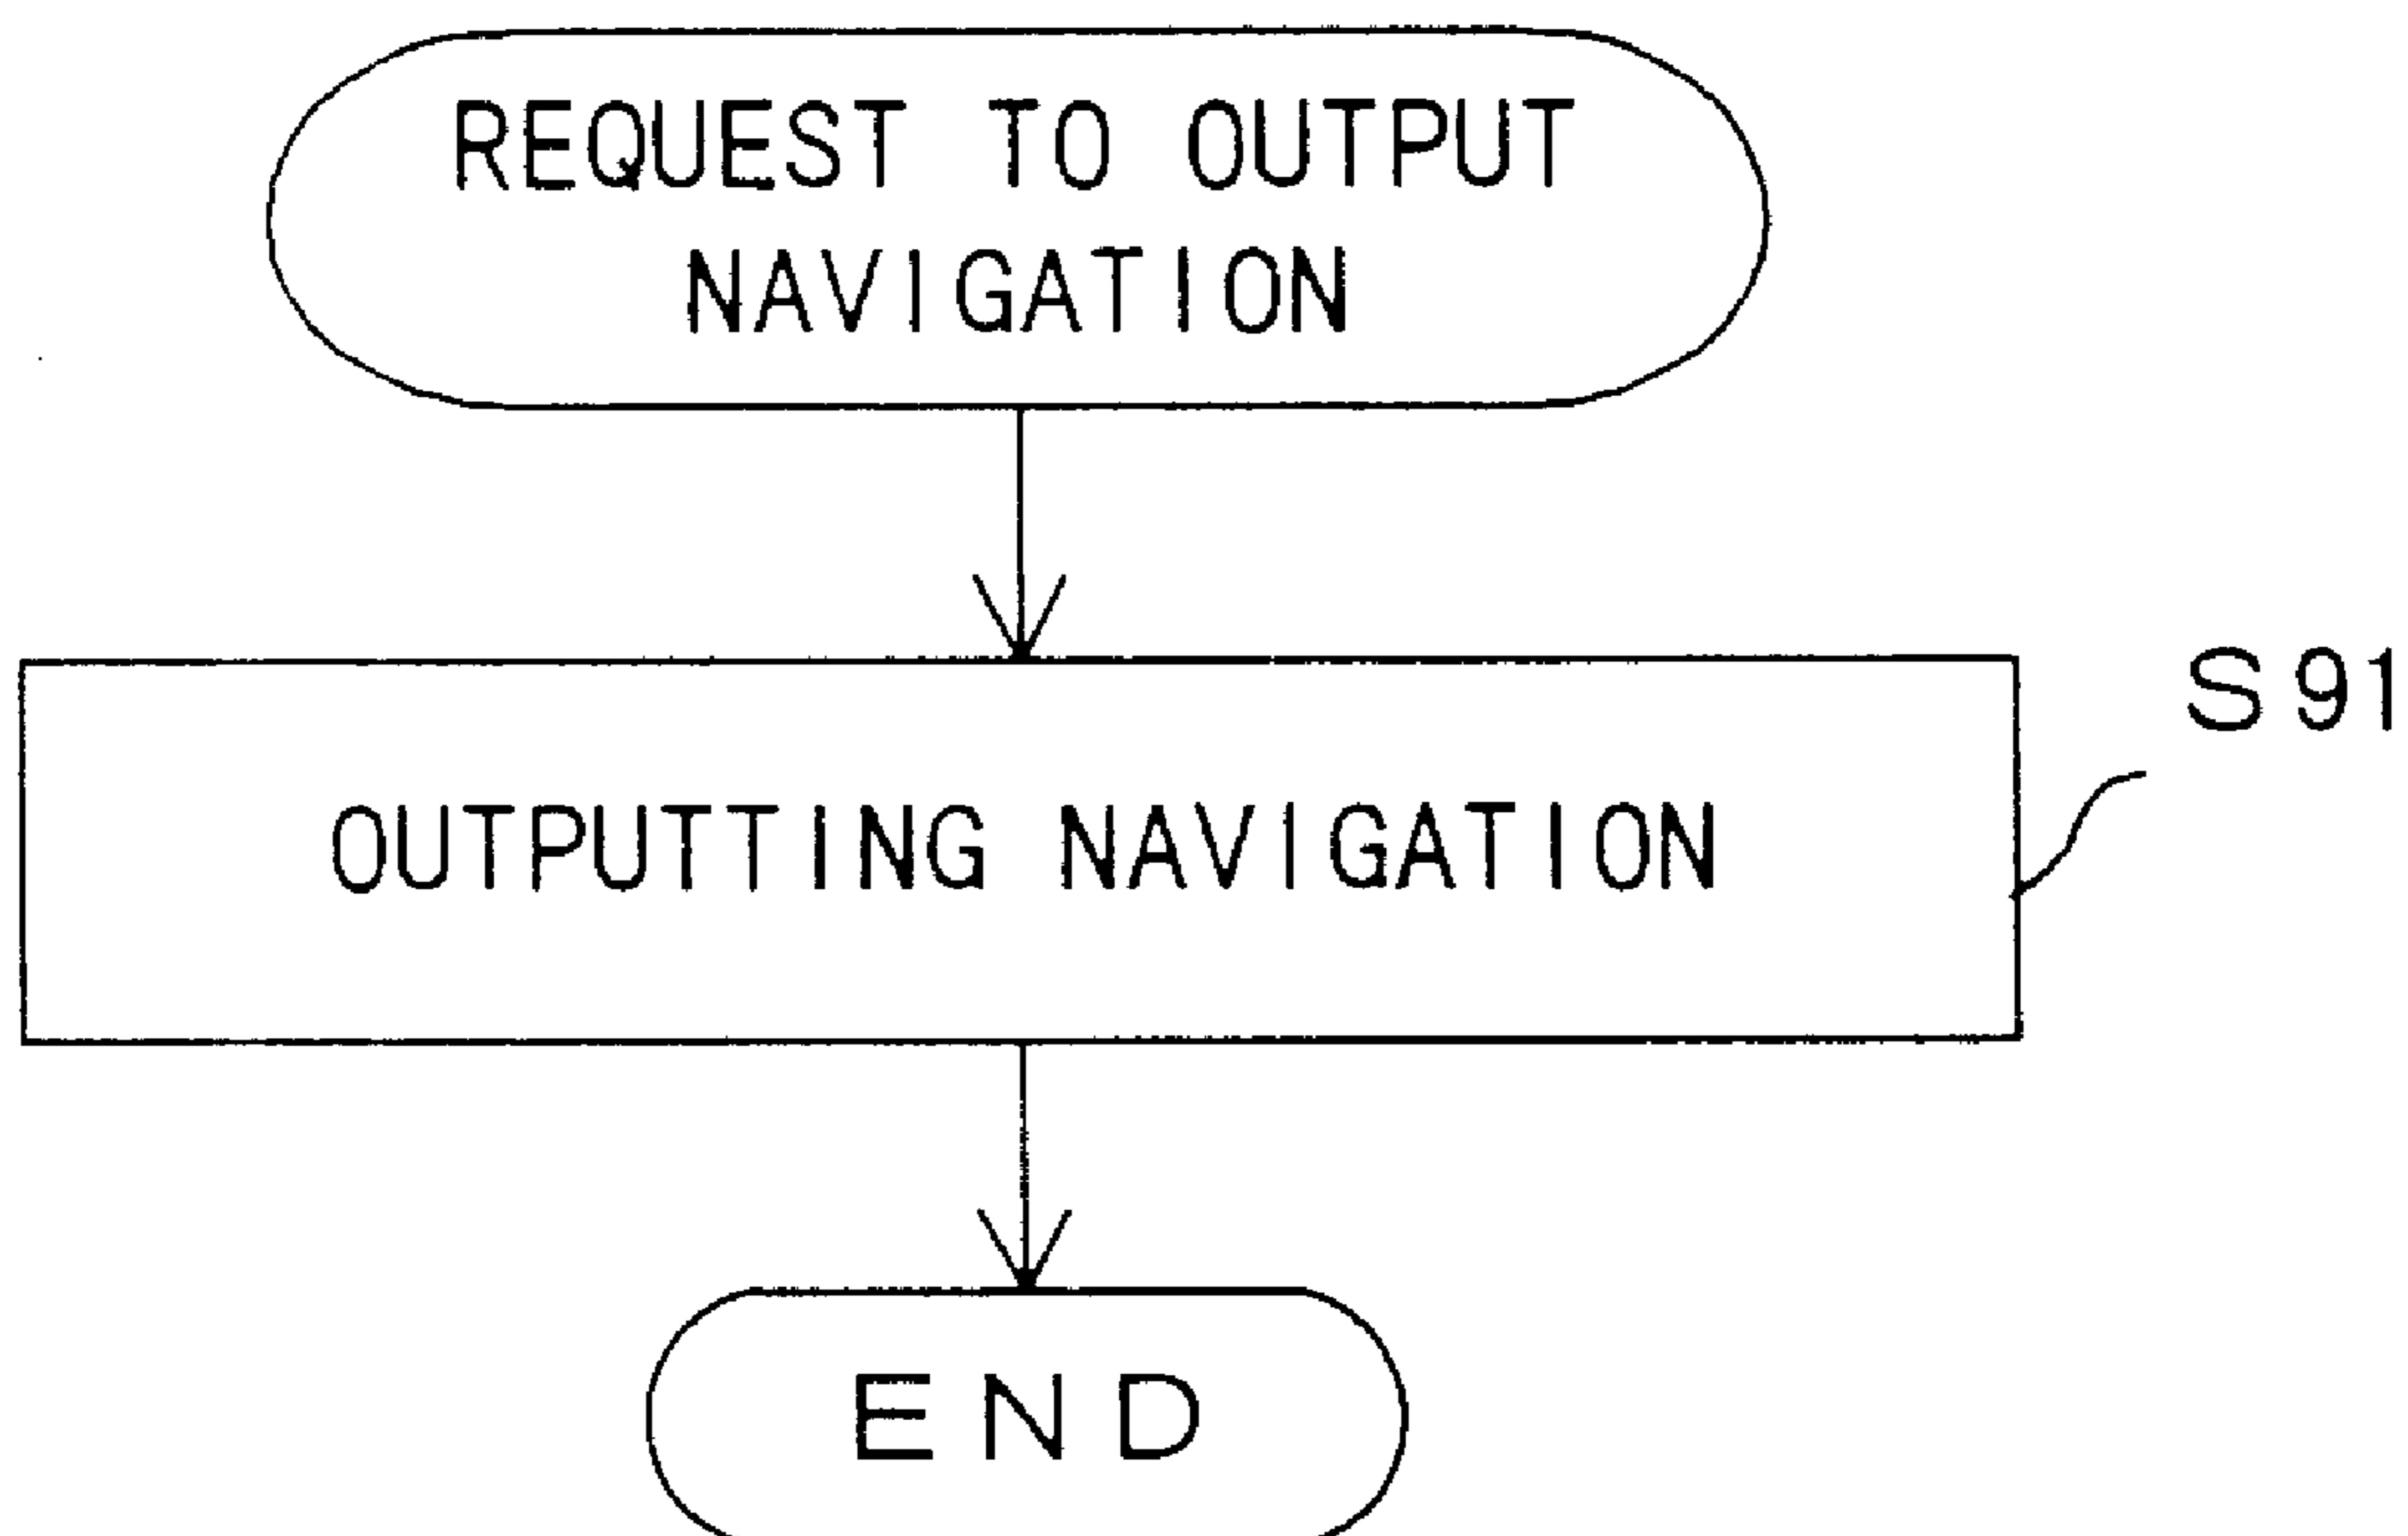 REQUEST TO OUTPUT
NAVIGATION
S91
OUTPUTTING NAVIGATION
END